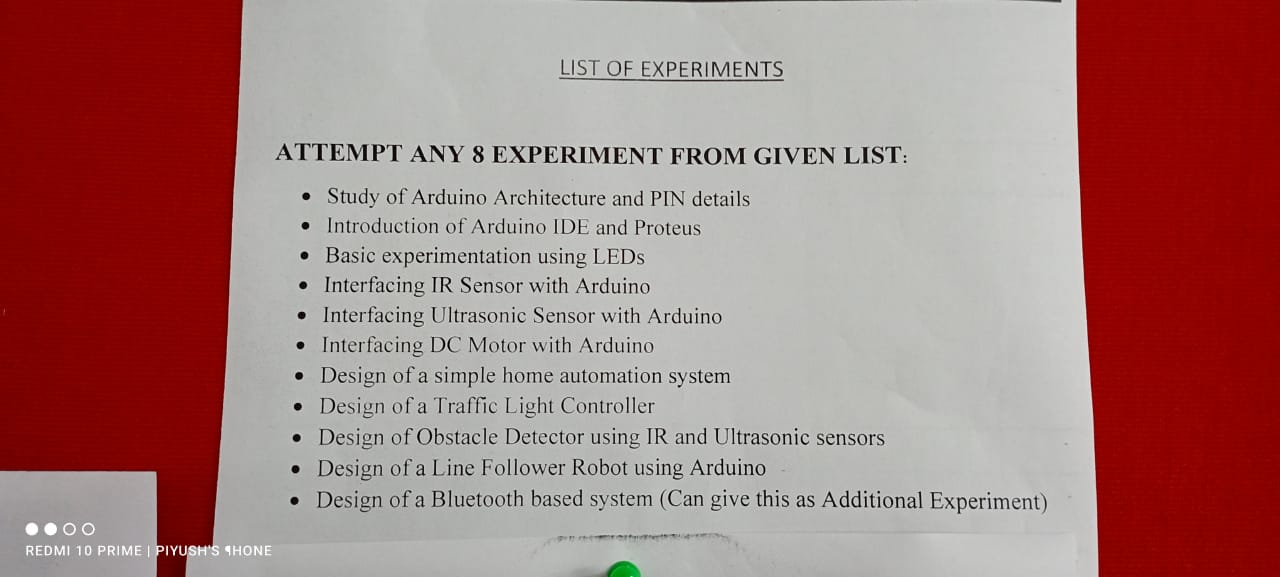 LIST OF EXPERIMENTS
ATTEMPT ANY 8 EXPERIMENT FROM GIVEN LIST:
• Study of Arduino Architecture and PIN details
• Introduction of Arduino IDE and Proteus
• Basic experimentation using LEDs
• Interfacing IR Sensor with Arduino
• Interfacing Ultrasonic Sensor with Arduino
• Interfacing DC Motor with Arduino
• Design of a simple home automation system
• Design of a Traffic Light Controller
• Design of Obstacle Detector using IR and Ultrasonic sensors
• Design of a Line Follower Robot using Arduino
• Design of a Bluetooth based system (Can give this as Additional Experiment)
REDMI 10 PRIME | PIYUSH'S ¶HONE